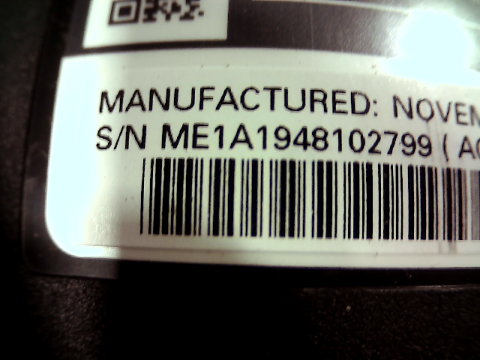 MANUFACTURED: NOVEM
S/N ME1A1948102799 ( A